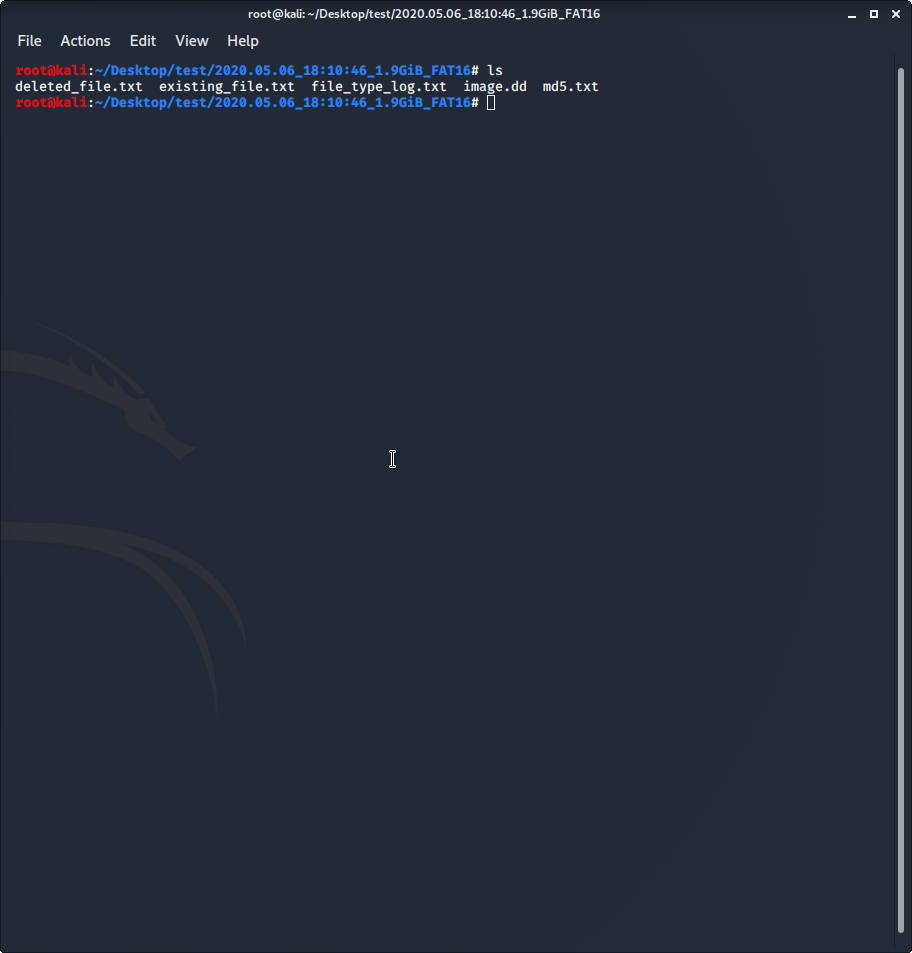 root@kali: ~/Desktop/test/2020.05.06_18:10:46_1.9GiB_FAT16
File Actions Edit View Help
root@kali:~/Desktop/test/2020.05.06_18:10:46_1.9GiB_FAT16# ls
deleted_file.txt existing_file.txt file_type_log.txt image.dd md5.txt
root@kali:~/Desktop/test/2020.05.06_18:10:46_1.9GiB_FAT16#